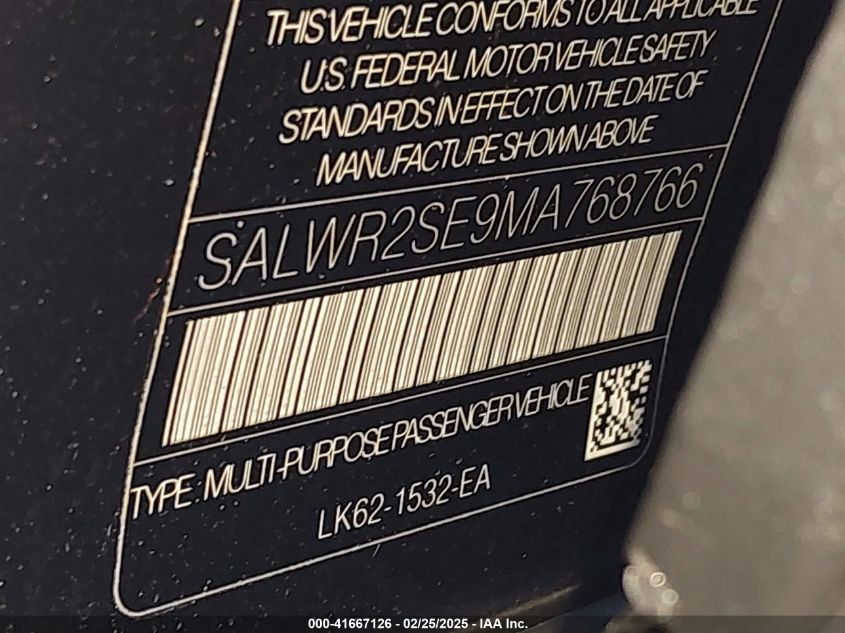 THIS VEHICLE CONFORMS TO ALL APPLICABLE
U.S. FEDERAL MOTOR VEHICLE SAFETY
STANDARDS IN EFFECT ON THE DATE OF
MANUFACTURE SHOWN ABOVE
SALWR2SE9MA768766
TYPE: MULTI-PURPOSE PASSENGER VEHICLE
LK62-1532-EA
000-41667126 - 02/25/2025 - IAA Inc.